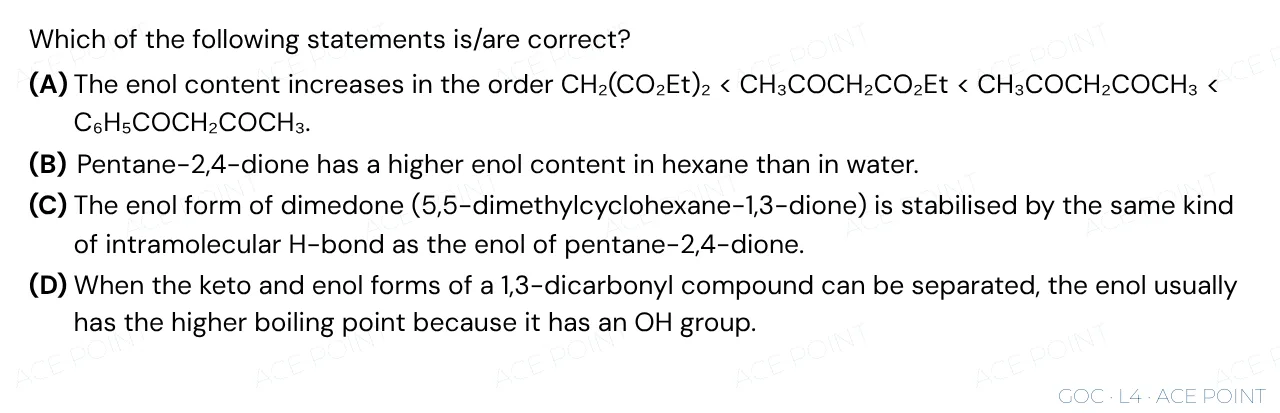 Which of the following statements is/are correct?
(A) The enol content increases in the order CH₂(CO₂Et)₂ < CH₃COCH₂CO₂Et < CH₃COCH₂COCH₃ <
C₆H₅COCH₂COCH₃.
(B) Pentane-2,4-dione has a higher enol content in hexane than in water.
(C) The enol form of dimedone (5,5-dimethylcyclohexane-1,3-dione) is stabilised by the same kind
of intramolecular H-bond as the enol of pentane-2,4-dione.
(D) When the keto and enol forms of a 1,3-dicarbonyl compound can be separated, the enol usually
has the higher boiling point because it has an OH group.
GOC · L4 · ACE POINT